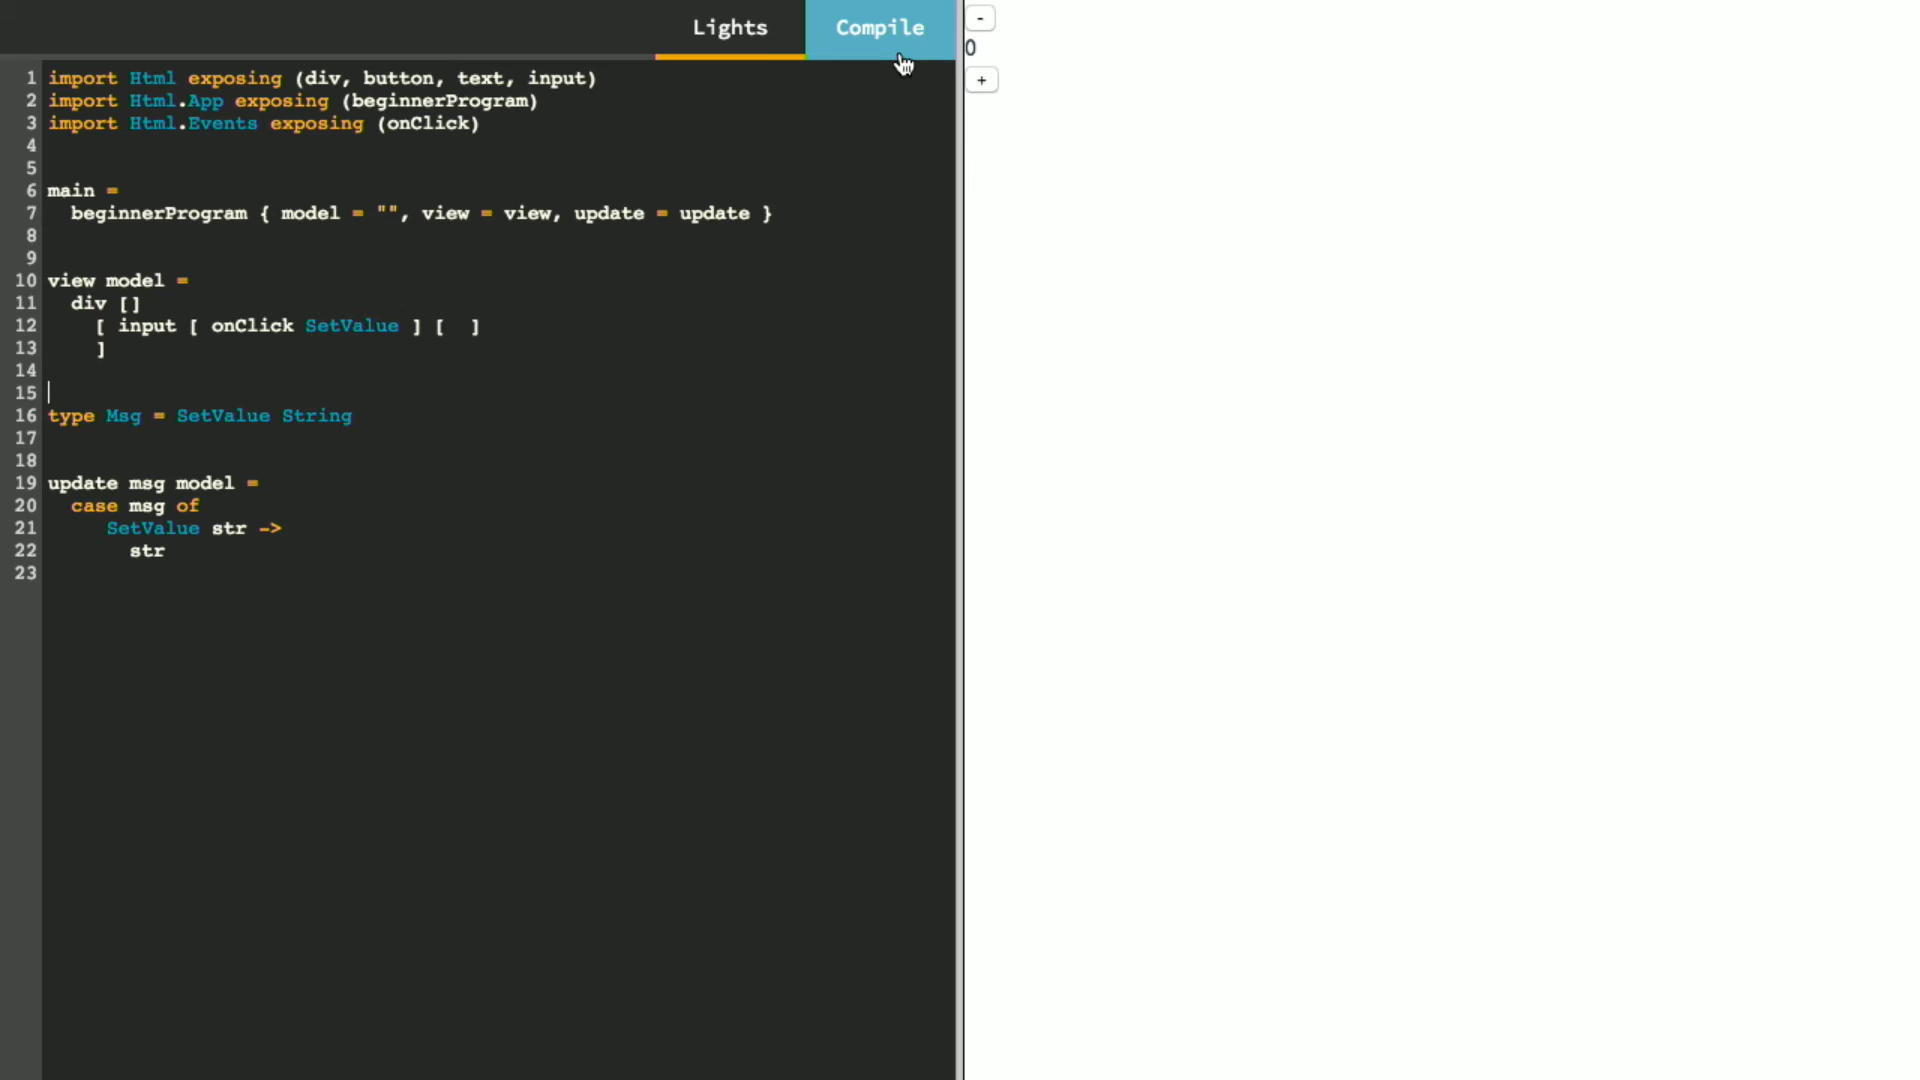 Lights Compile
1 import Html exposing (div, button, text, input)
2 import Html.App exposing (beginnerProgram)
3 import Html.Events exposing (onClick)
4
5
6 main =
7   beginnerProgram { model = "", view = view, update = update }
8
9
10 view model =
11   div []
12     [ input [ onClick SetValue ] [  ]
13     ]
14
15
16 type Msg = SetValue String
17
18
19 update msg model =
20   case msg of
21      SetValue str ->
22        str
23
-
0
+